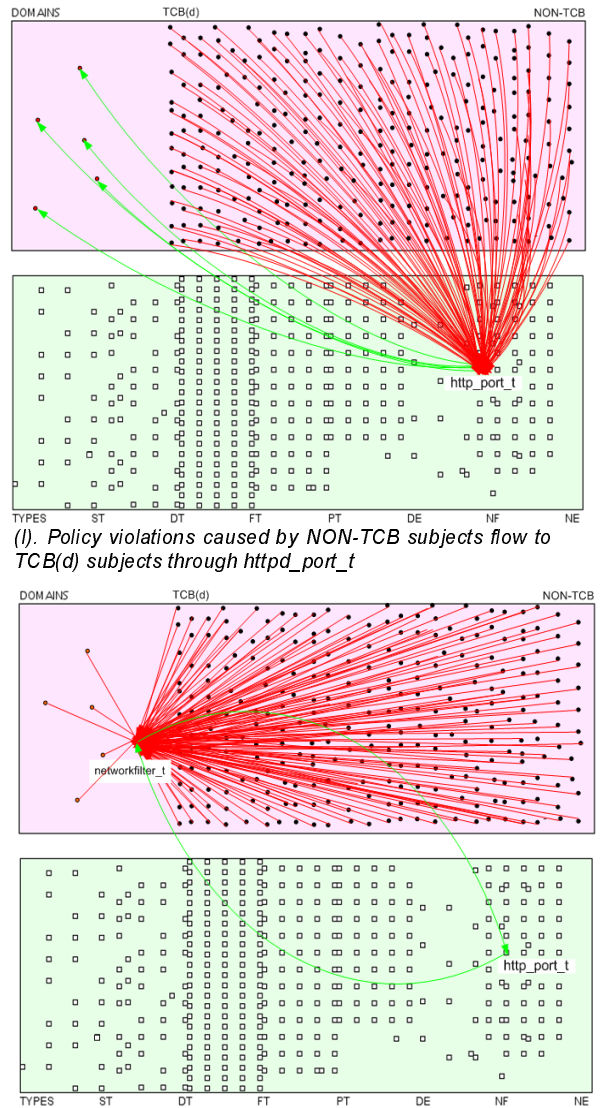 DOMAINS TCB(d) NON-TCB
http_port_t
TYPES ST DT FT PT DE NF NE
(I). Policy violations caused by NON-TCB subjects flow to
TCB(d) subjects through httpd_port_t
DOMAINS TCB(d) NON-TCB
networkfilter_t
http_port_t
TYPES ST DT FT PT DE NF NE